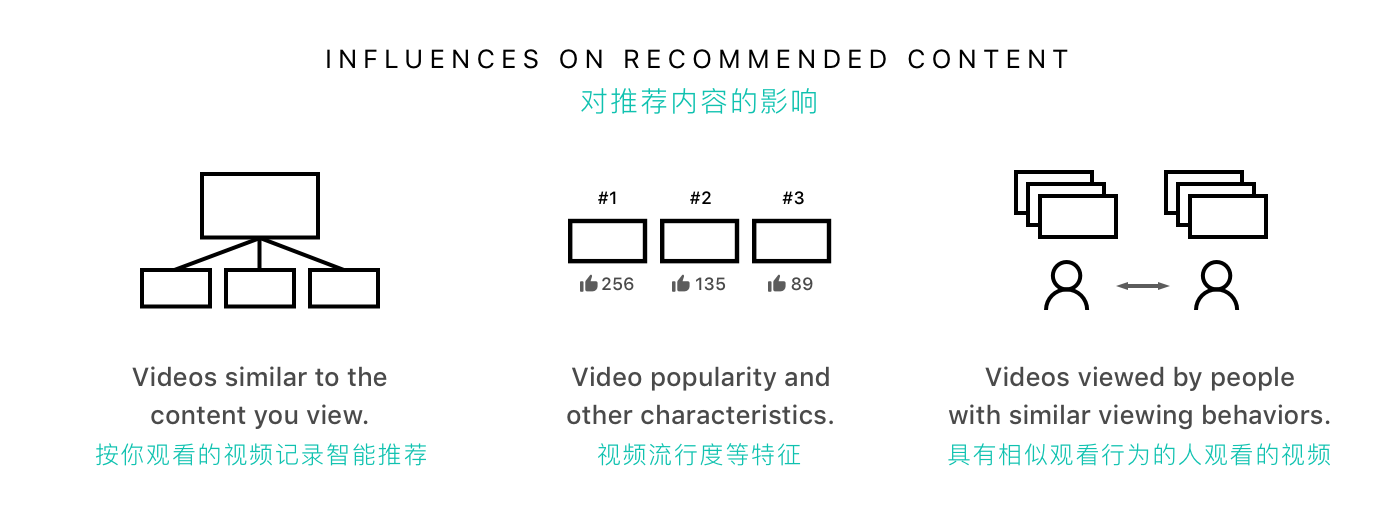 INFLUENCES ON RECOMMENDED CONTENT
对推荐内容的影响
#1 #2 #3
256 135 89
Videos similar to the
content you view.
按你观看的视频记录智能推荐
Video popularity and
other characteristics.
视频流行度等特征
Videos viewed by people
with similar viewing behaviors.
具有相似观看行为的人观看的视频